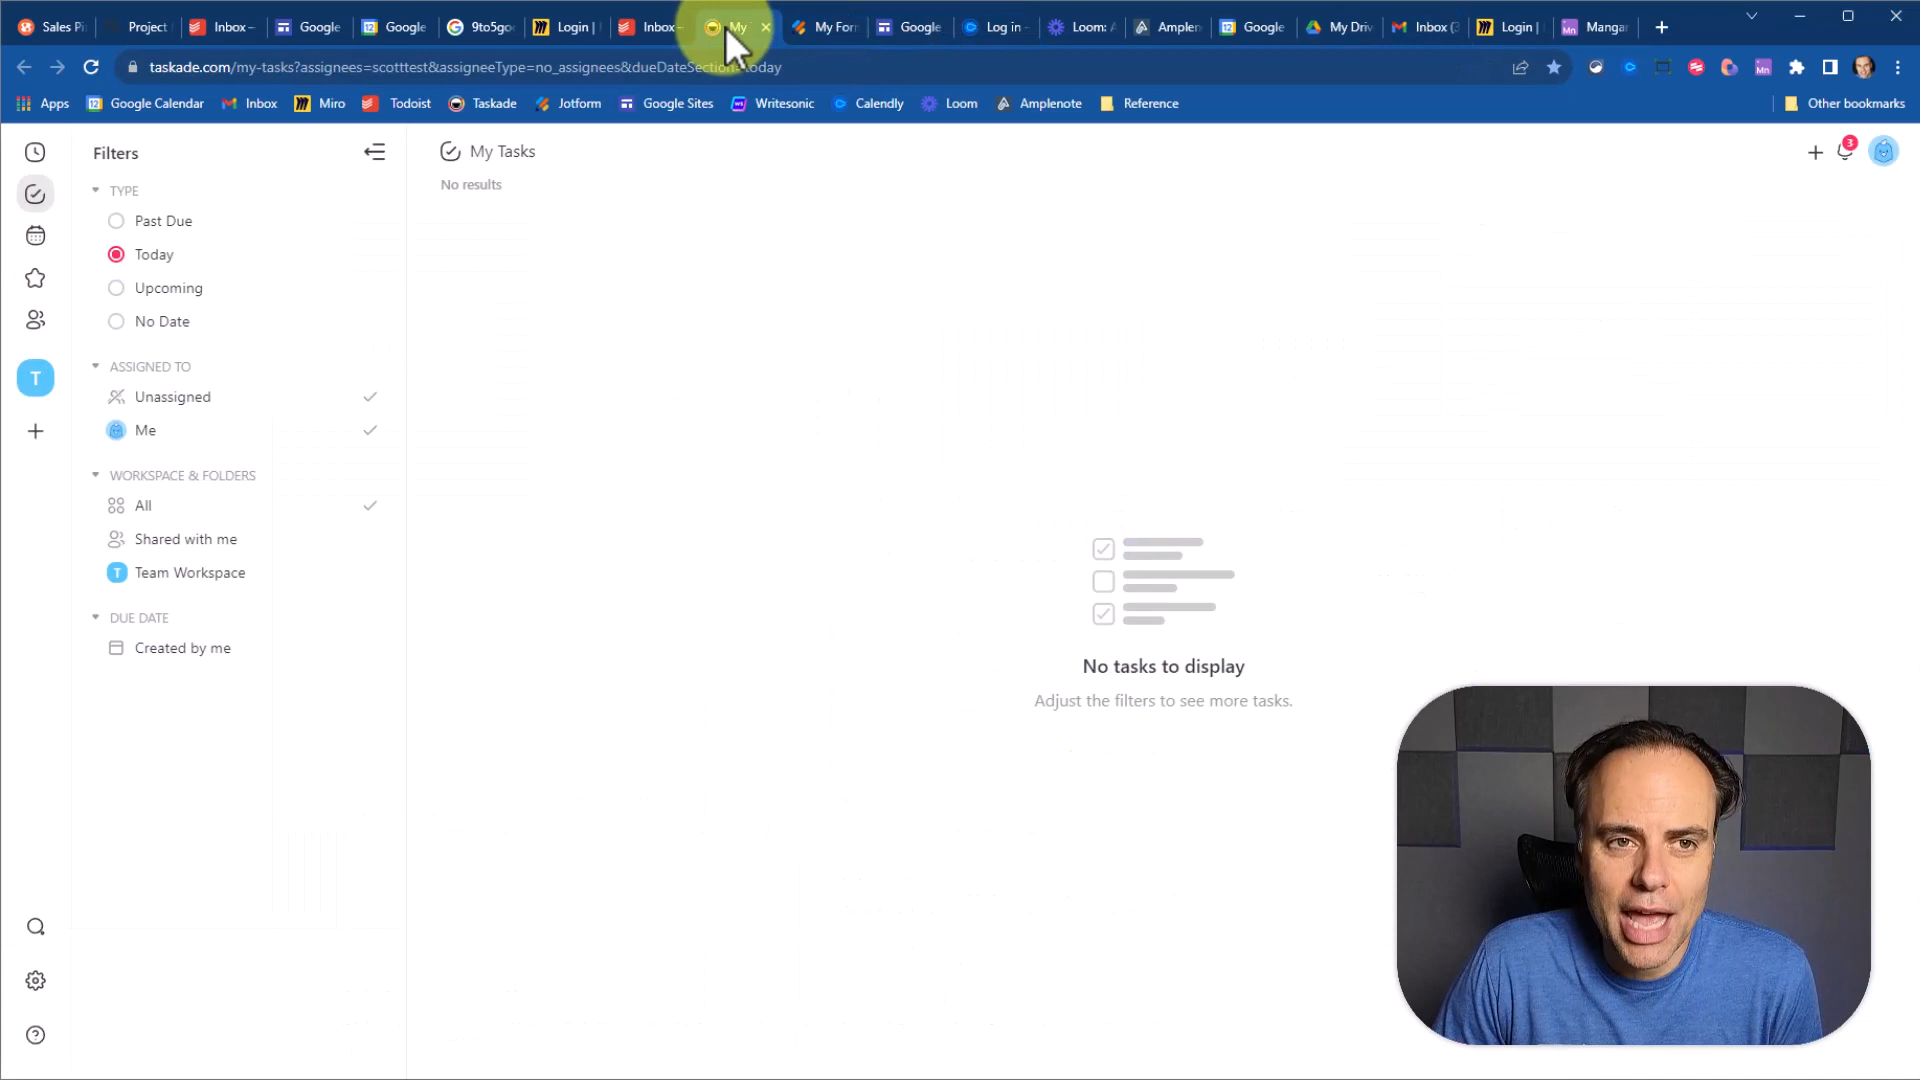 Sales Pi Project Inbox – Google Google 9to5goo Login | Inbox – My My For Google Log in – Loom: A Amplen Google My Driv Inbox (3 Login | Mangar
taskade.com/my-tasks?assignees=scotttest&assigneeType=no_assignees&dueDateSection=today
Apps Google Calendar Inbox Miro Todoist Taskade Jotform Google Sites Writesonic Calendly Loom Amplenote Reference Other bookmarks
Filters
TYPE
Past Due
Today
Upcoming
No Date
ASSIGNED TO
Unassigned
Me
WORKSPACE & FOLDERS
All
Shared with me
T Team Workspace
DUE DATE
Created by me
T
My Tasks
No results
3
No tasks to display
Adjust the filters to see more tasks.